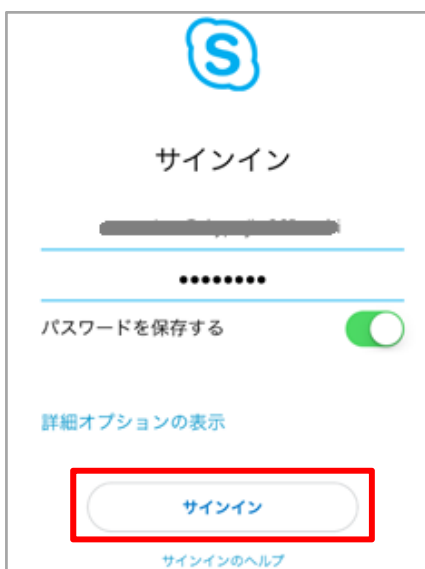 S
サインイン
••••••••
パスワードを保存する
詳細オプションの表示
サインイン
サインインのヘルプ